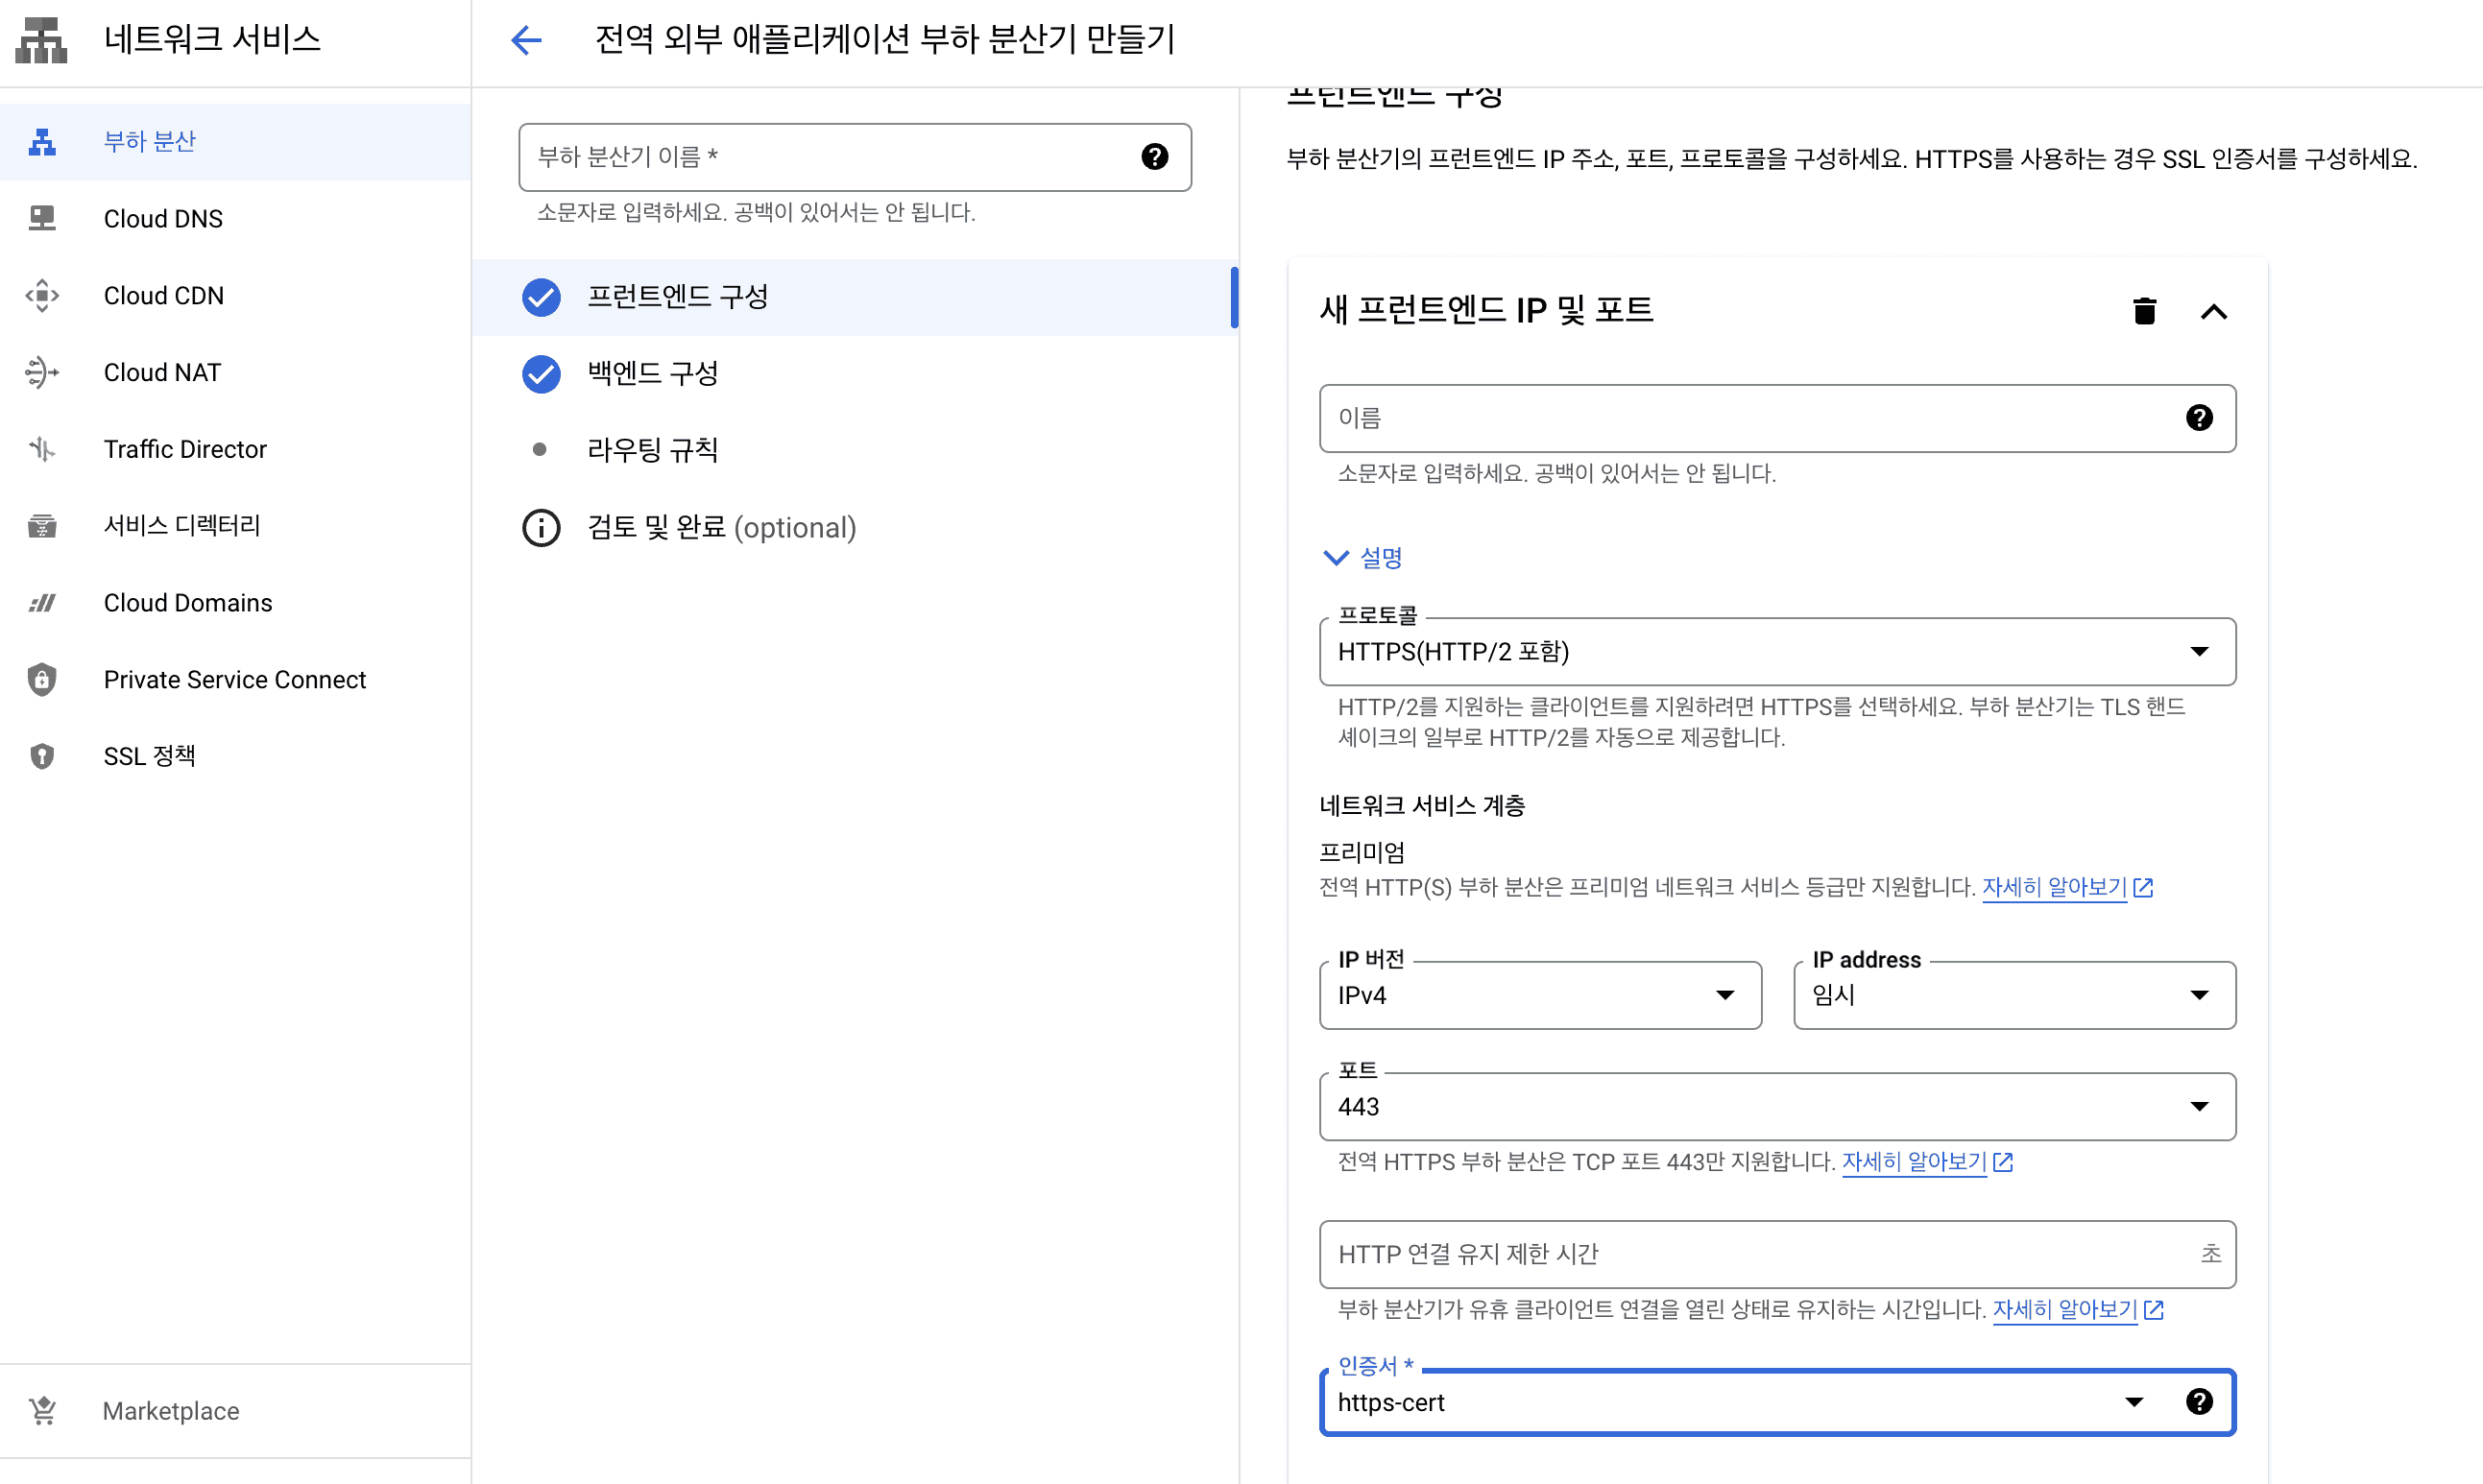 네트워크 서비스
전역 외부 애플리케이션 부하 분산기 만들기
부하 분산
Cloud DNS
Cloud CDN
Cloud NAT
Traffic Director
서비스 디렉터리
Cloud Domains
Private Service Connect
SSL 정책
Marketplace
부하 분산기 이름 *
소문자로 입력하세요. 공백이 있어서는 안 됩니다.
프런트엔드 구성
백엔드 구성
라우팅 규칙
검토 및 완료 (optional)
프런트엔드 구성
부하 분산기의 프런트엔드 IP 주소, 포트, 프로토콜을 구성하세요. HTTPS를 사용하는 경우 SSL 인증서를 구성하세요.
새 프런트엔드 IP 및 포트
이름
소문자로 입력하세요. 공백이 있어서는 안 됩니다.
설명
프로토콜
HTTPS(HTTP/2 포함)
HTTP/2를 지원하는 클라이언트를 지원하려면 HTTPS를 선택하세요. 부하 분산기는 TLS 핸드
셰이크의 일부로 HTTP/2를 자동으로 제공합니다.
네트워크 서비스 계층
프리미엄
전역 HTTP(S) 부하 분산은 프리미엄 네트워크 서비스 등급만 지원합니다. 자세히 알아보기
IP 버전
IPv4
IP address
임시
포트
443
전역 HTTPS 부하 분산은 TCP 포트 443만 지원합니다. 자세히 알아보기
HTTP 연결 유지 제한 시간
초
부하 분산기가 유휴 클라이언트 연결을 열린 상태로 유지하는 시간입니다. 자세히 알아보기
인증서 *
https-cert